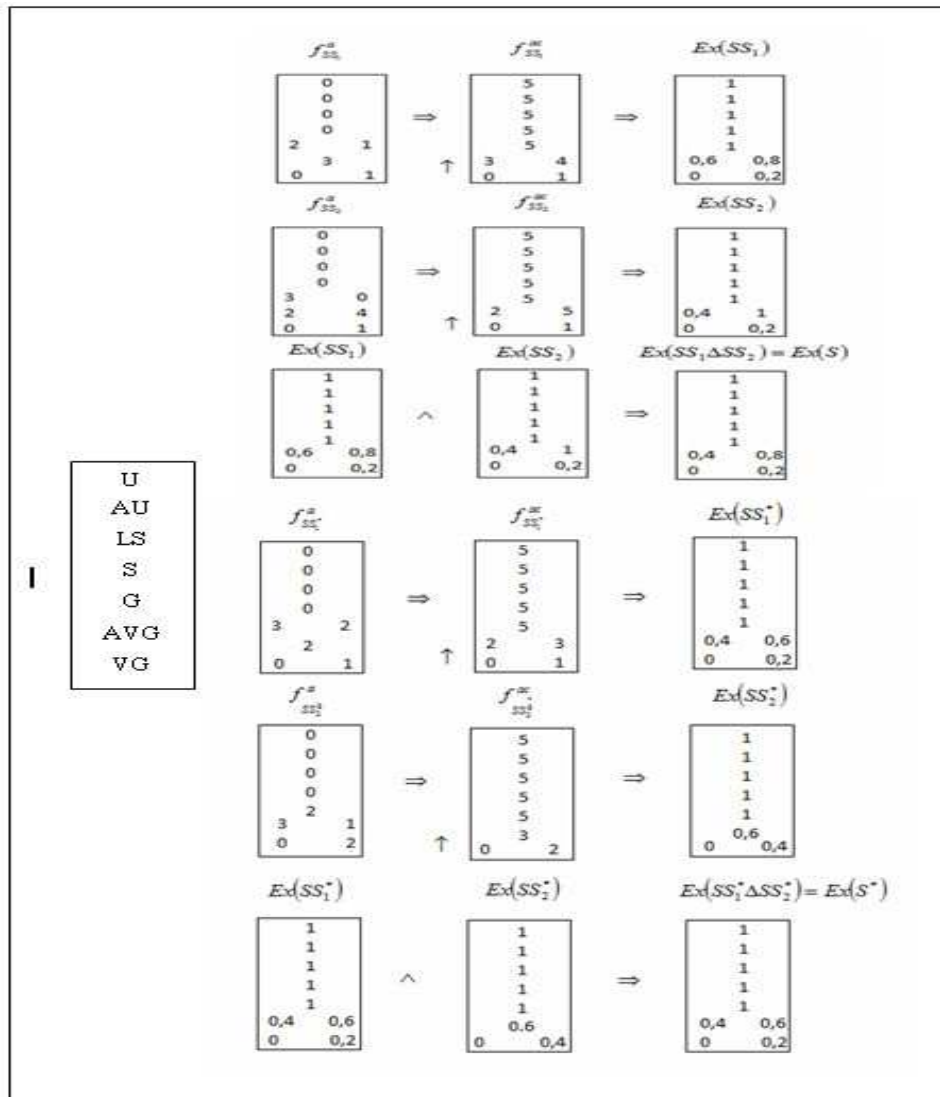 f^a_{SS_1} f^{ac}_{SS_1} Ex(SS_1)
0 5 1
0 5 1
0 5 1
0 ⇒ 5 ⇒ 1
2 1 5 1
3 ↑ 3 4 0,6 0,8
0 1 0 1 0 0,2
f^a_{SS_2} f^{ac}_{SS_2} Ex(SS_2)
0 5 1
0 5 1
0 ⇒ 5 ⇒ 1
0 5 1
3 0 5 1
2 4 ↑ 2 5 0,4 1
0 1 0 1 0 0,2
Ex(SS_1) Ex(SS_2) Ex(SS_1ΔSS_2) = Ex(S)
1 1 1
1 1 1
1 ^ 1 ⇒ 1
1 1 1
1 1 1
0,6 0,8 0,4 1 0,4 0,8
0 0,2 0 0,2 0 0,2
I
U
AU
LS
S
G
AVG
VG
f^a_{SS_1^*} f^{ac}_{SS_1^*} Ex(SS_1^*)
0 5 1
0 5 1
0 ⇒ 5 ⇒ 1
0 5 1
3 2 5 1
2 ↑ 2 3 0,4 0,6
0 1 0 1 0 0,2
f^a_{SS_2^*} f^{ac}_{SS_2^*} Ex(SS_2^*)
0 5 1
0 5 1
0 ⇒ 5 ⇒ 1
0 5 1
2 5 1
3 1 ↑ 3 0,6
0 2 0 2 0 0,4
Ex(SS_1^*) Ex(SS_2^*) Ex(SS_1^*ΔSS_2^*) = Ex(S^*)
1 1 1
1 1 1
1 ^ 1 ⇒ 1
1 1 1
1 1 1
0,4 0,6 0.6 0,4 0,6
0 0,2 0 0,4 0 0,2